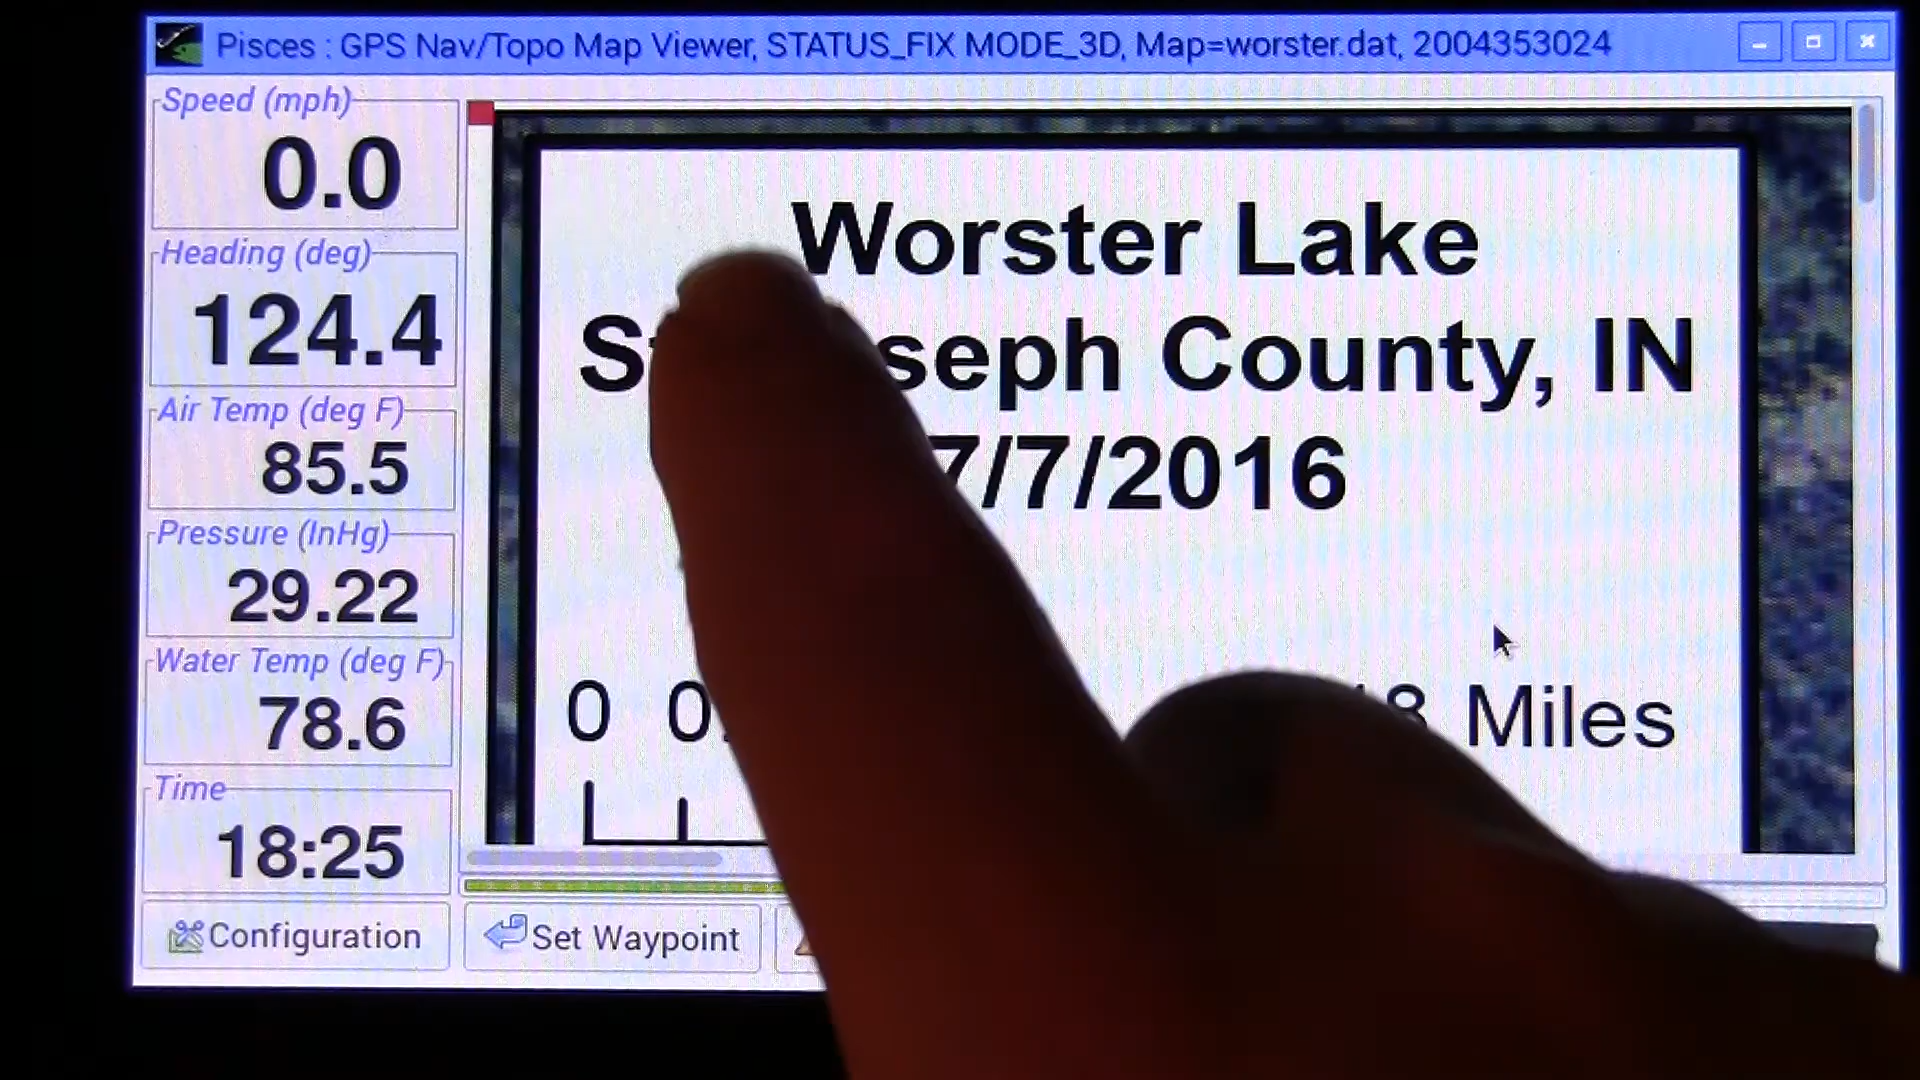 Pisces : GPS Nav/Topo Map Viewer, STATUS_FIX MODE_3D, Map=worster.dat, 2004353024
Speed (mph)
0.0
Heading (deg)
124.4
Air Temp (deg F)
85.5
Pressure (InHg)
29.22
Water Temp (deg F)
78.6
Time
18:25
Worster Lake
County, IN
7/7/2016
0 Miles
Configuration
Set Waypoint